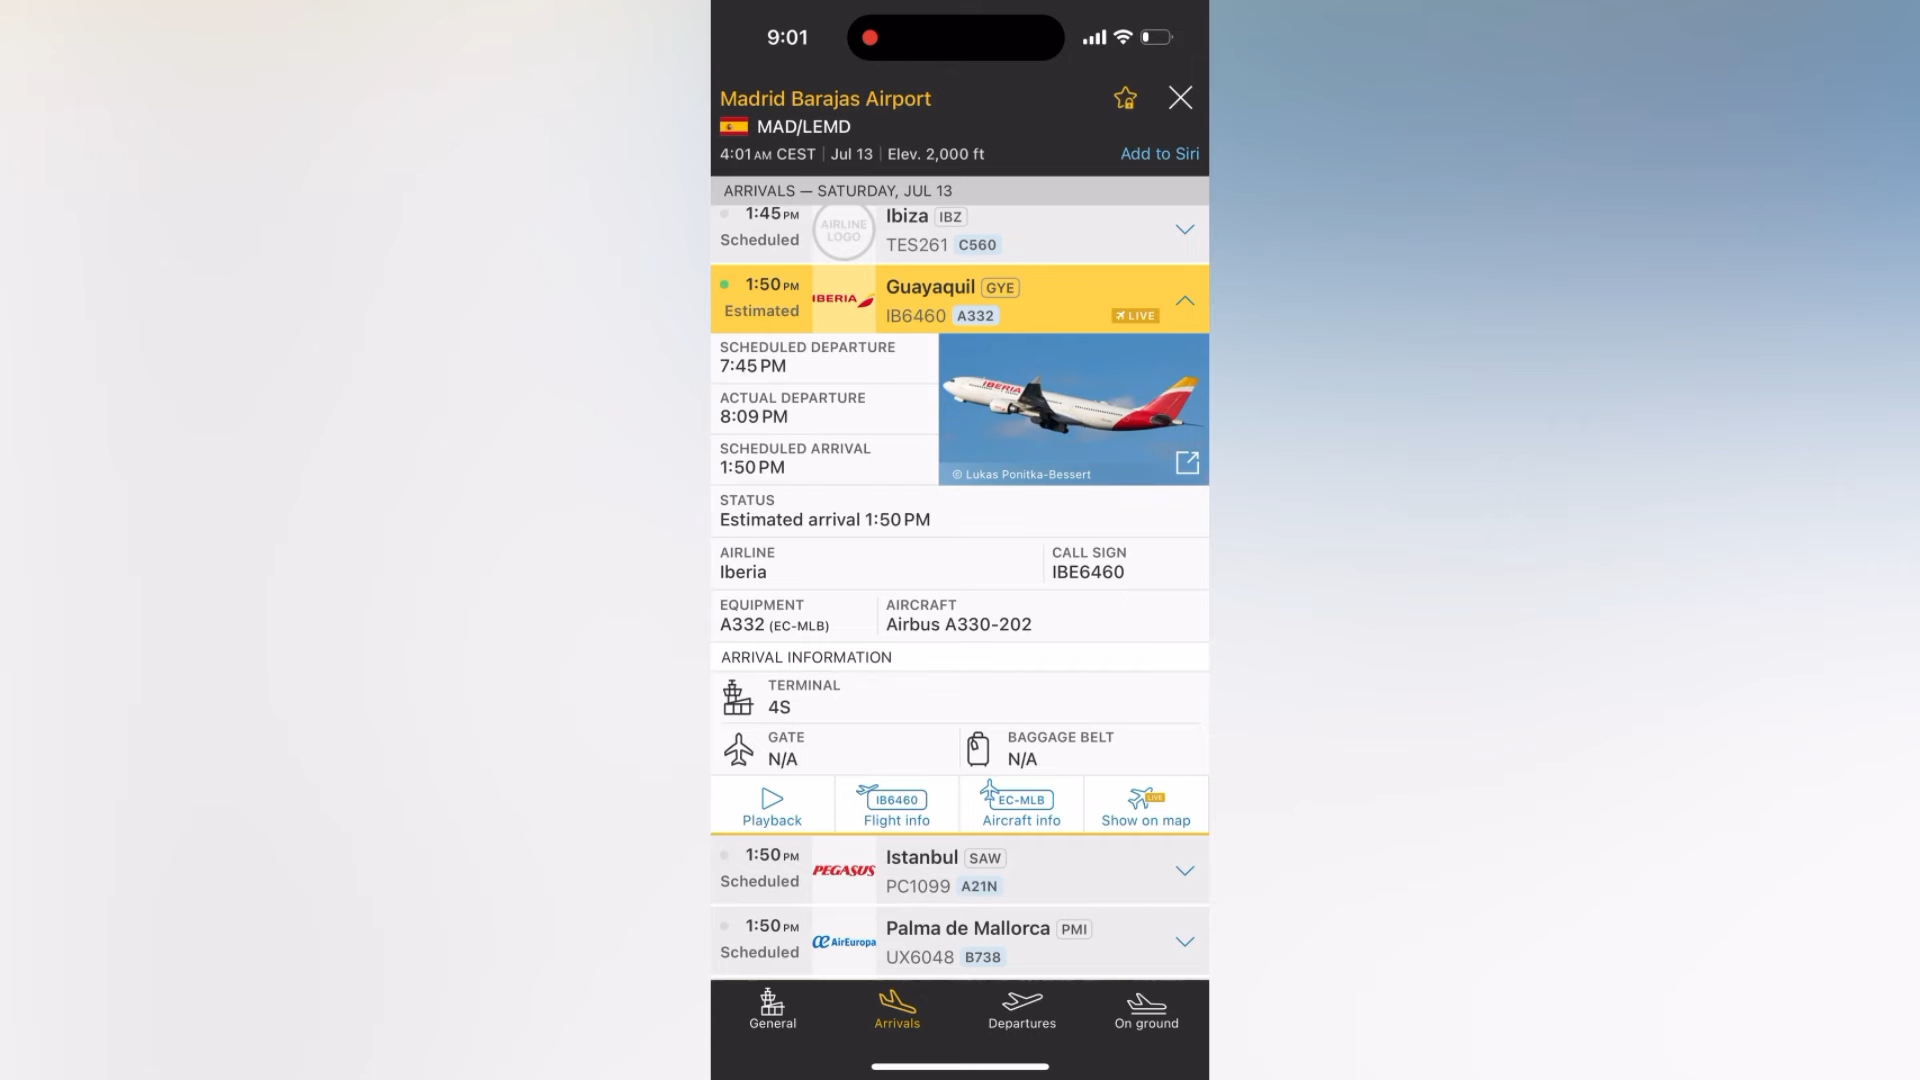 9:01
Madrid Barajas Airport
MAD/LEMD
4:01 AM CEST | Jul 13 | Elev. 2,000 ft
Add to Siri
ARRIVALS — SATURDAY, JUL 13
1:45 PM
Scheduled
AIRLINE
LOGO
Ibiza IBZ
TES261 C560
1:50 PM
Estimated
IBERIA
Guayaquil GYE
IB6460 A332
LIVE
SCHEDULED DEPARTURE
7:45 PM
ACTUAL DEPARTURE
8:09 PM
SCHEDULED ARRIVAL
1:50 PM
IBERIA
© Lukas Ponitka-Bessert
STATUS
Estimated arrival 1:50 PM
AIRLINE
Iberia
CALL SIGN
IBE6460
EQUIPMENT
A332 (EC-MLB)
AIRCRAFT
Airbus A330-202
ARRIVAL INFORMATION
TERMINAL
4S
GATE
N/A
BAGGAGE BELT
N/A
Playback
IB6460
Flight info
EC-MLB
Aircraft info
LIVE
Show on map
1:50 PM
Scheduled
PEGASUS
Istanbul SAW
PC1099 A21N
1:50 PM
Scheduled
AirEuropa
Palma de Mallorca PMI
UX6048 B738
General
Arrivals
Departures
On ground